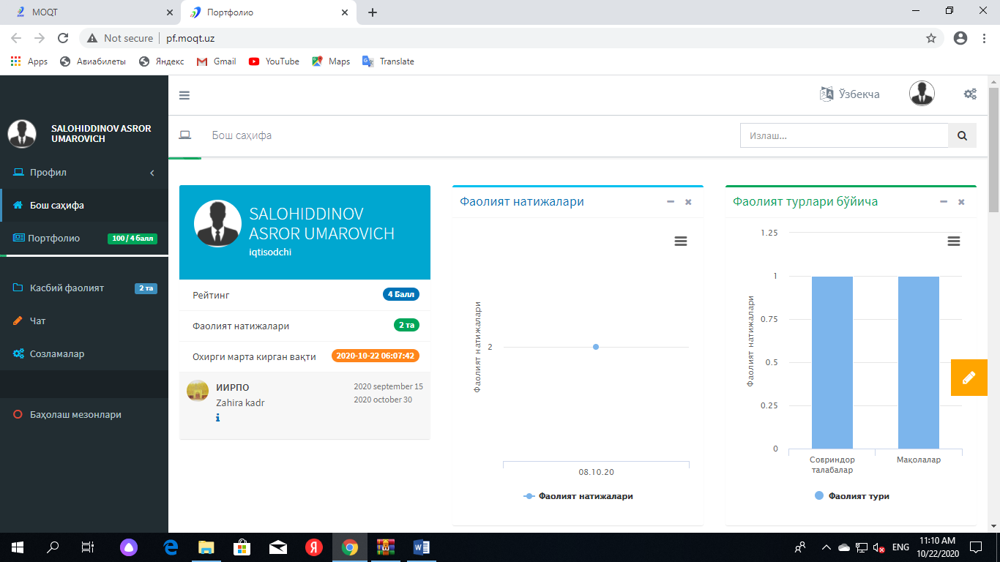 MOQT
Портфолио
Not secure
pf.moqt.uz
Apps
Авиабилеты
Яндекс
Gmail
YouTube
Maps
Translate
Ўзбекча
SALOHIDDINOV ASROR
UMAROVICH
Бош саҳифа
Излаш...
Профил
Бош саҳифа
Портфолио
100 / 4 балл
Касбий фаолият
2 та
Чат
Созламалар
Баҳолаш мезонлари
SALOHIDDINOV
ASROR UMAROVICH
iqtisodchi
Рейтинг
4 Балл
Фаолият натижалари
2 та
Охирги марта кирган вақти
2020-10-22 06:07:42
ИИРПО
2020 september 15
Zahira kadr
2020 october 30
Фаолият натижалари
Фаолият натижалари
2
08.10.20
Фаолият натижалари
Фаолият турлари бўйича
Фаолият натижалари
1.25
1
0.75
0.5
0.25
0
Совриндор
талабалар
Мақолалар
Фаолият тури
ENG
11:10 AM
10/22/2020